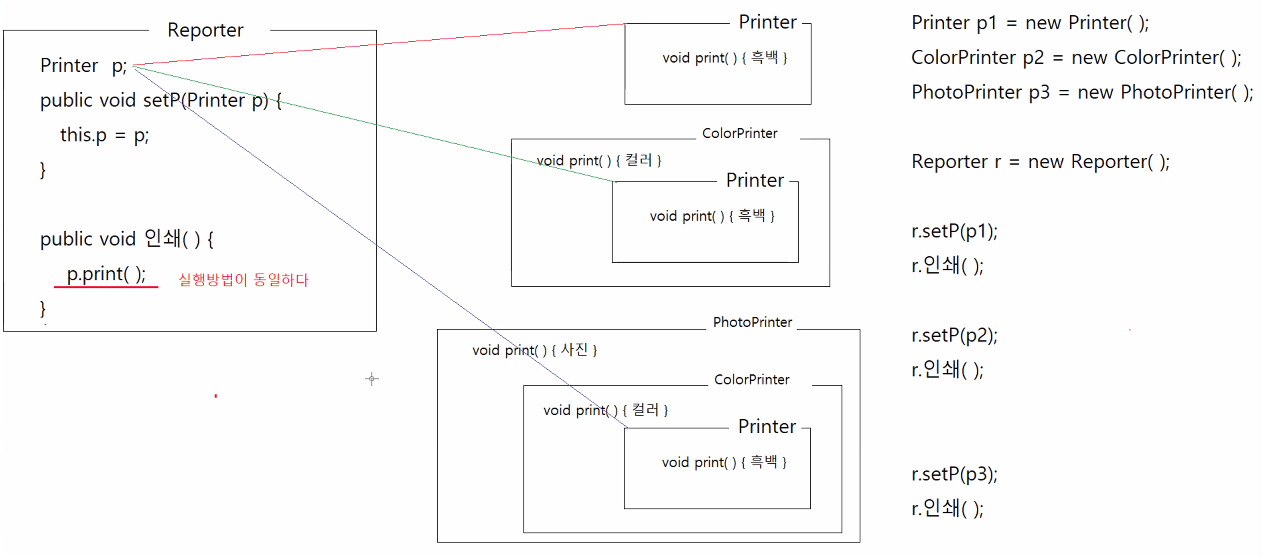 Reporter
Printer p;
public void setP(Printer p) {
this.p = p;
}
public void 인쇄( ) {
p.print( ); 실행방법이 동일하다
}
Printer
void print( ) { 흑백 }
ColorPrinter
void print( ) { 컬러 }
Printer
void print( ) { 흑백 }
PhotoPrinter
void print( ) { 사진 }
ColorPrinter
void print( ) { 컬러 }
Printer
void print( ) { 흑백 }
Printer p1 = new Printer( );
ColorPrinter p2 = new ColorPrinter( );
PhotoPrinter p3 = new PhotoPrinter( );
Reporter r = new Reporter( );
r.setP(p1);
r.인쇄( );
r.setP(p2);
r.인쇄( );
r.setP(p3);
r.인쇄( );